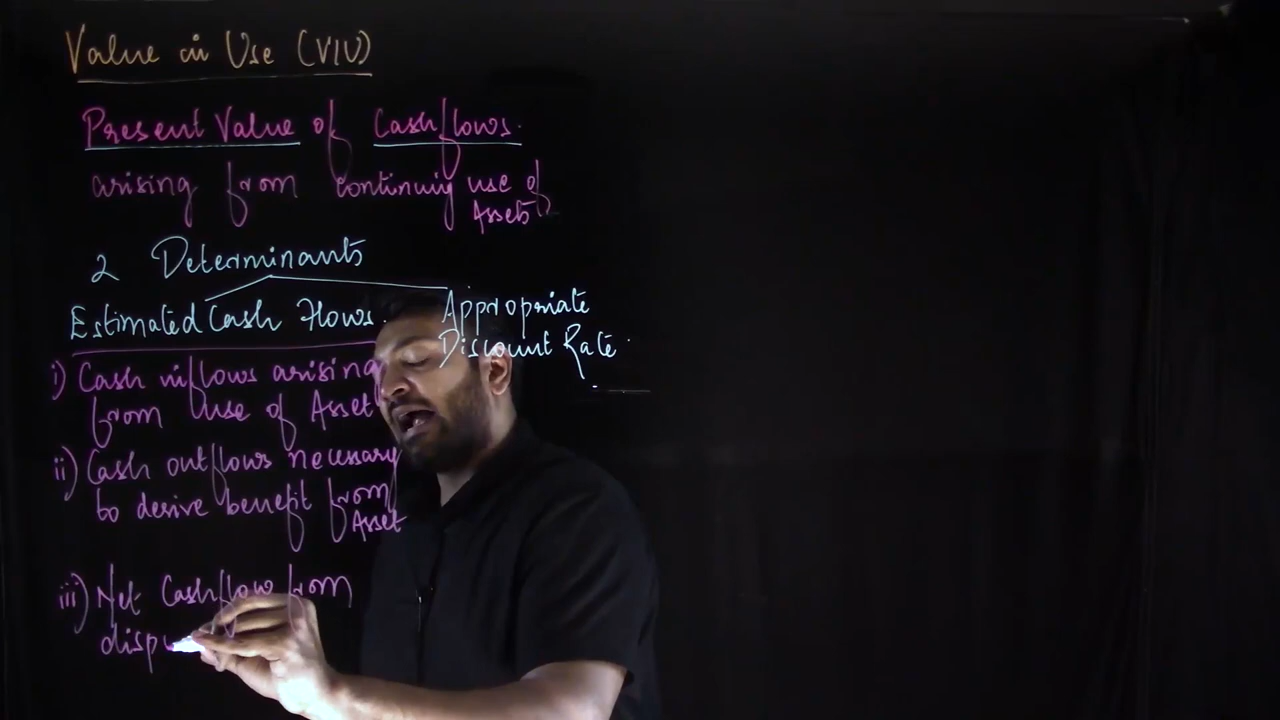 Value in Use (VIU)
Present Value of Cashflows.
arising from continuing use of
Assets
2 Determinants
Estimated Cash Flows.
Appropriate
Discount Rate
i) Cash inflows arising
from use of Asset
ii) Cash outflows necessary
to derive benefit from
Asset
iii) Net Cashflow from